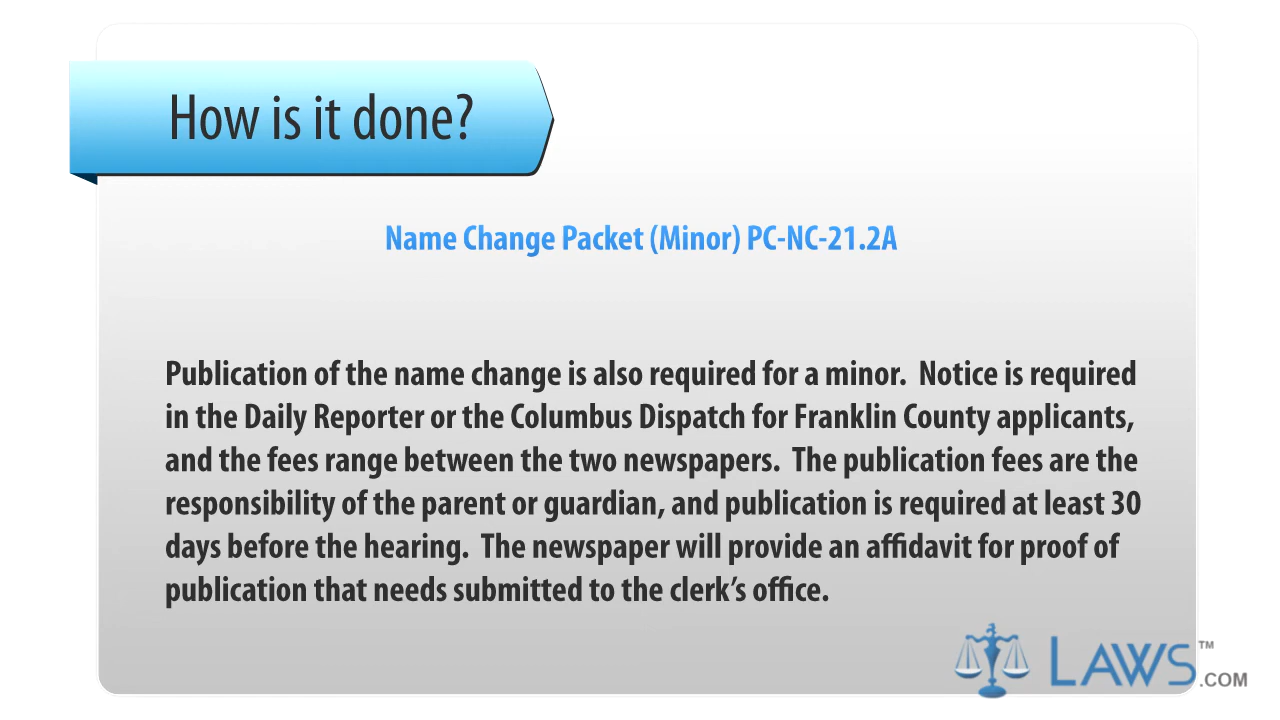 How is it done?
Name Change Packet (Minor) PC-NC-21.2A
Publication of the name change is also required for a minor.  Notice is required
in the Daily Reporter or the Columbus Dispatch for Franklin County applicants,
and the fees range between the two newspapers.  The publication fees are the
responsibility of the parent or guardian, and publication is required at least 30
days before the hearing.  The newspaper will provide an affidavit for proof of
publication that needs submitted to the clerk’s office.
LAWS™.COM